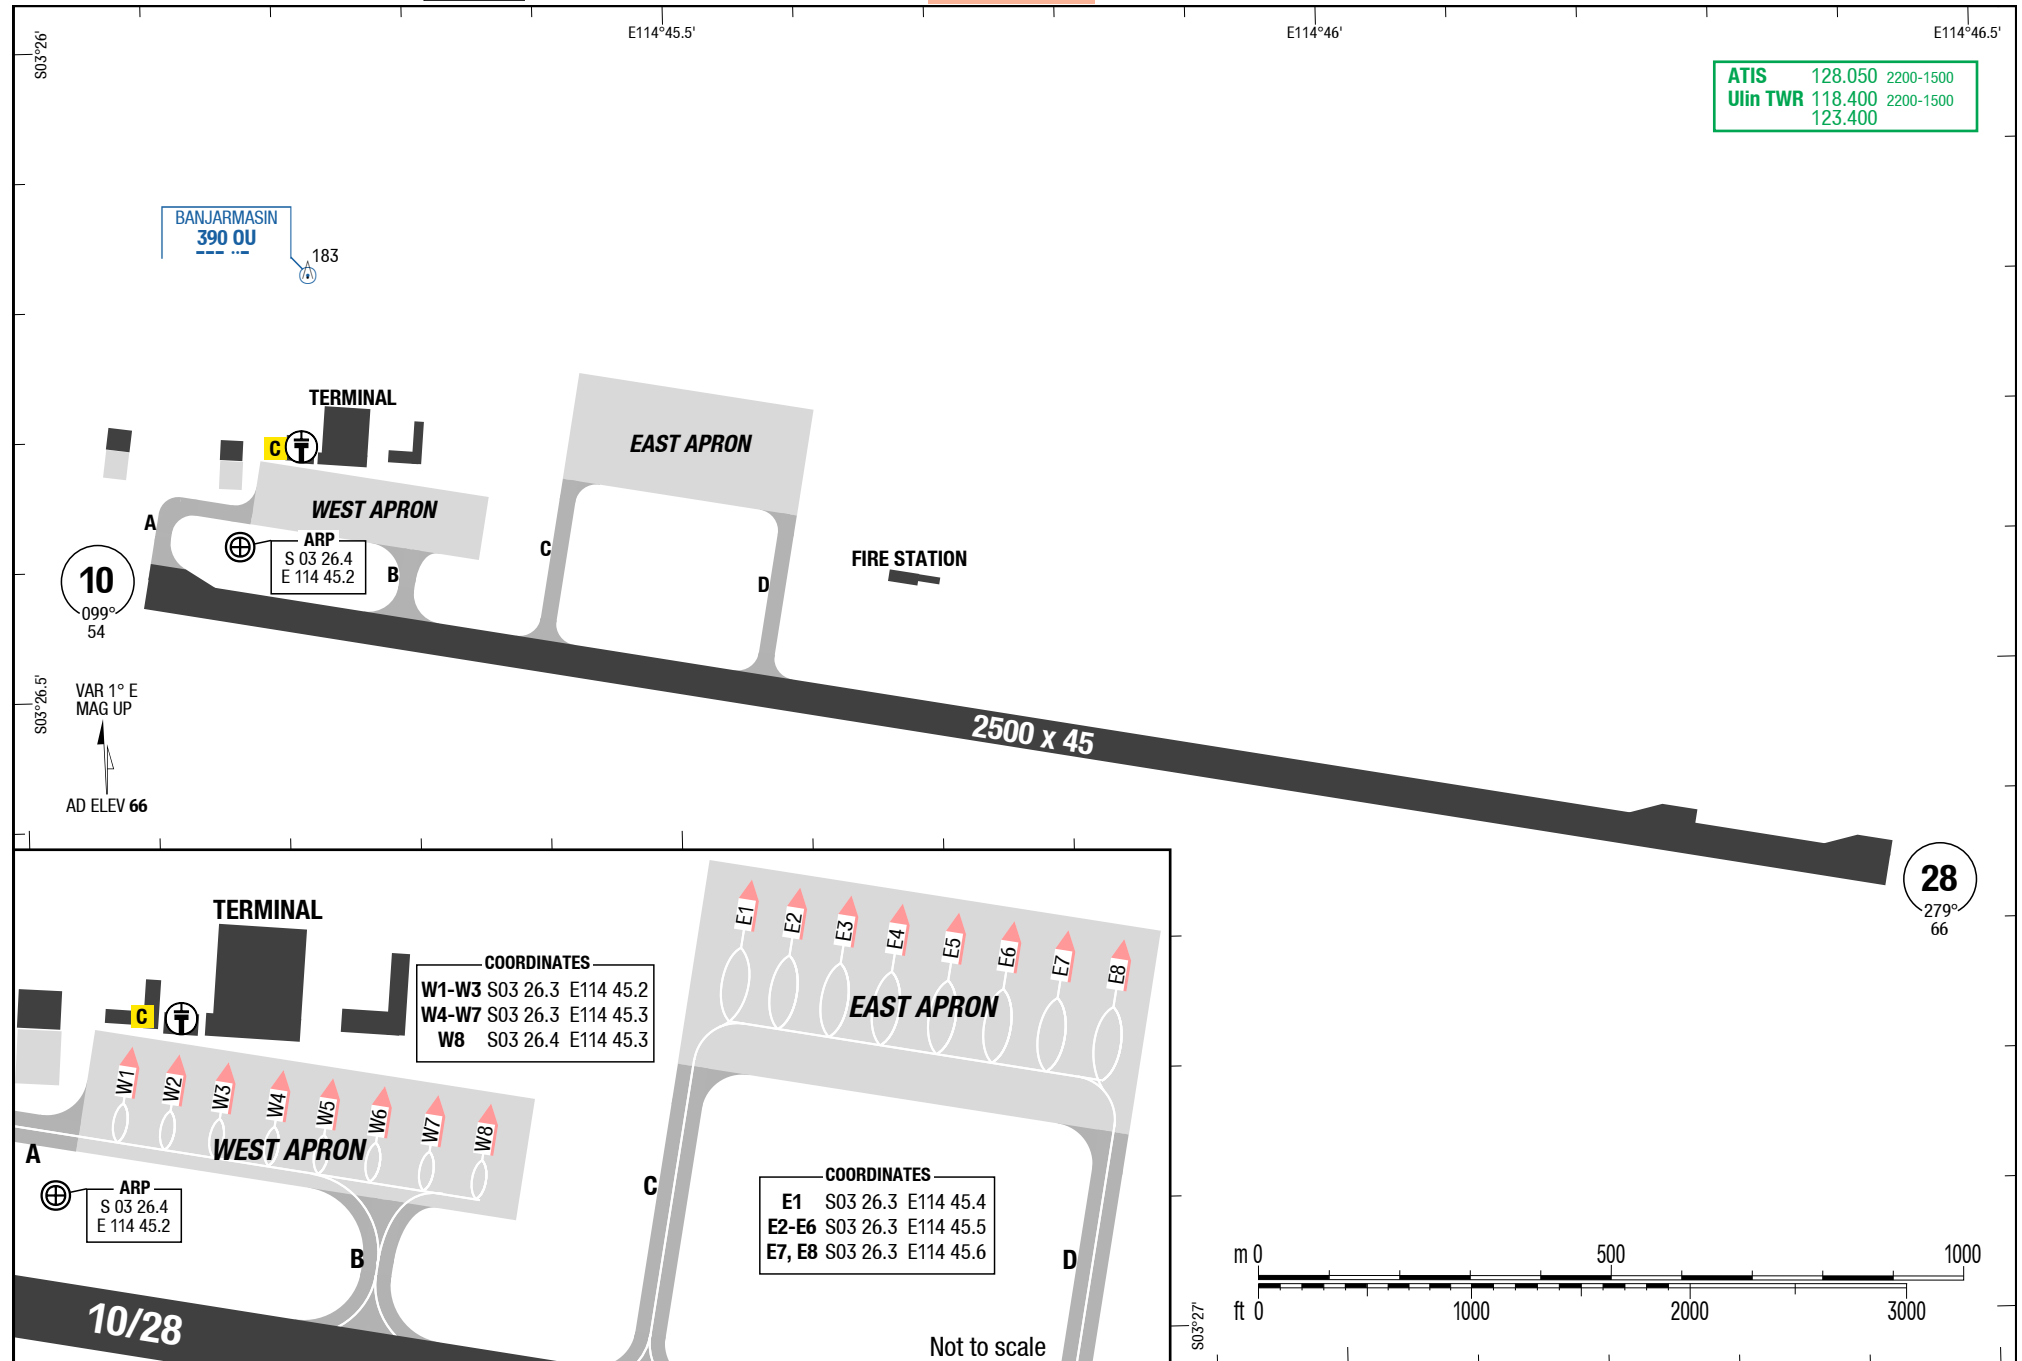 E114°45.5'
E114°46'
E114°46.5'
S03°26'
ATIS 128.050 2200-1500
Ulin TWR 118.400 2200-1500
123.400
BANJARMASIN
390 OU
183
TERMINAL
C
EAST APRON
WEST APRON
A
ARP
S 03 26.4
E 114 45.2
B
C
D
FIRE STATION
10
099°
54
S03°26.5'
VAR 1° E
MAG UP
AD ELEV 66
2500 x 45
28
279°
66
TERMINAL
C
COORDINATES
W1-W3 S03 26.3 E114 45.2
W4-W7 S03 26.3 E114 45.3
W8 S03 26.4 E114 45.3
E1
E2
E3
E4
E5
E6
E7
E8
EAST APRON
W1
W2
W3
W4
W5
W6
W7
W8
WEST APRON
A
ARP
S 03 26.4
E 114 45.2
B
C
D
COORDINATES
E1 S03 26.3 E114 45.4
E2-E6 S03 26.3 E114 45.5
E7, E8 S03 26.3 E114 45.6
10/28
Not to scale
S03°27'
m 0 500 1000
ft 0 1000 2000 3000